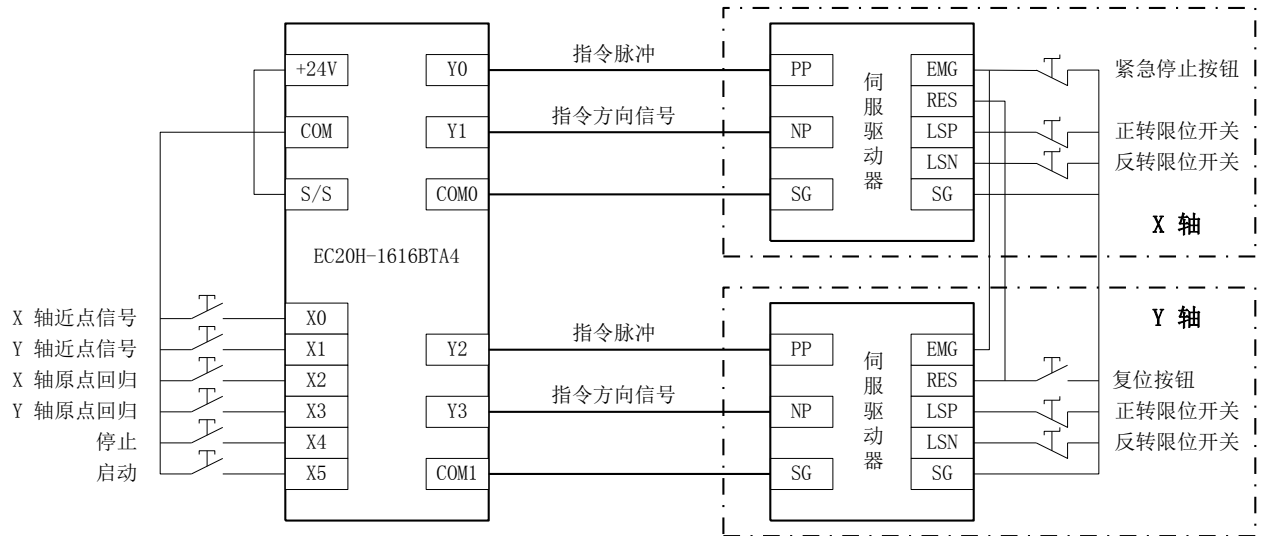 指令脉冲
+24V Y0 PP EMG 紧急停止按钮
伺服驱动器
RES
指令方向信号
COM Y1 NP LSP 正转限位开关
LSN 反转限位开关
S/S COM0 SG SG
X 轴
EC20H-1616BTA4
X 轴近点信号 X0
Y 轴
指令脉冲
Y 轴近点信号 X1 Y2 PP EMG
伺服驱动器
X 轴原点回归 X2 RES 复位按钮
指令方向信号
Y 轴原点回归 X3 Y3 NP LSP 正转限位开关
停止 X4 LSN 反转限位开关
启动 X5 COM1 SG SG